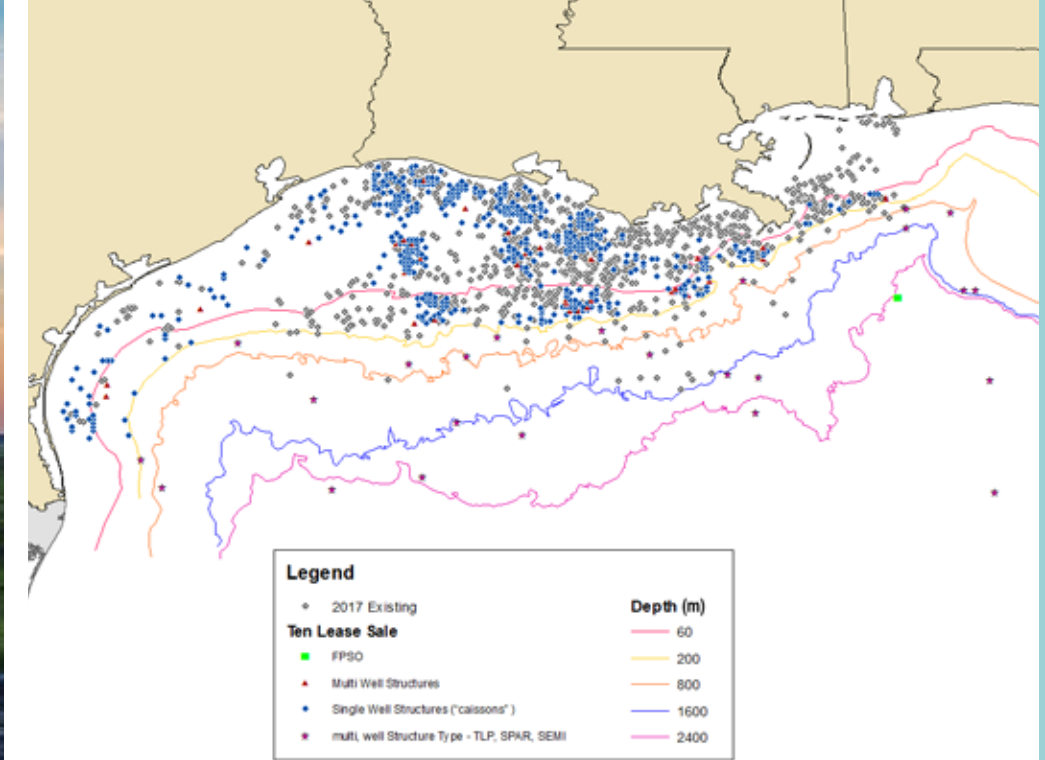 Legend
2017 Existing
Ten Lease Sale
FPSO
Multi Well Structures
Single Well Structures ("caissons" )
multi, well Structure Type - TLP, SPAR, SEMI
Depth (m)
60
200
800
1600
2400